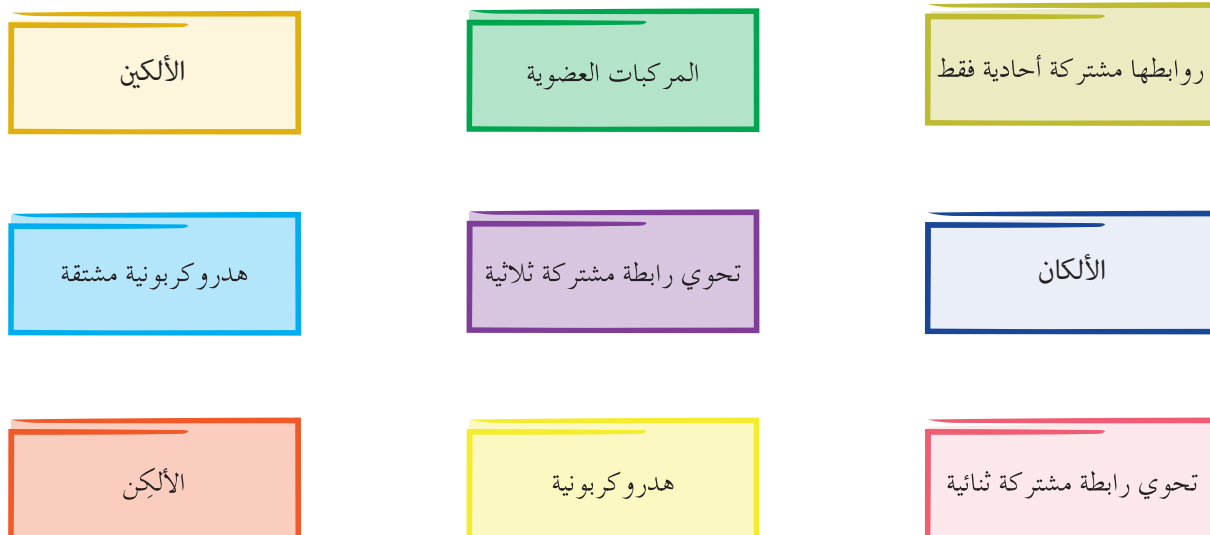 روابطها مشتركة أحادية فقط
المركبات العضوية
الألكين
الألكان
تحوي رابطة مشتركة ثلاثية
هدروكربونية مشتقة
تحوي رابطة مشتركة ثنائية
هدروكربونية
الألكِن